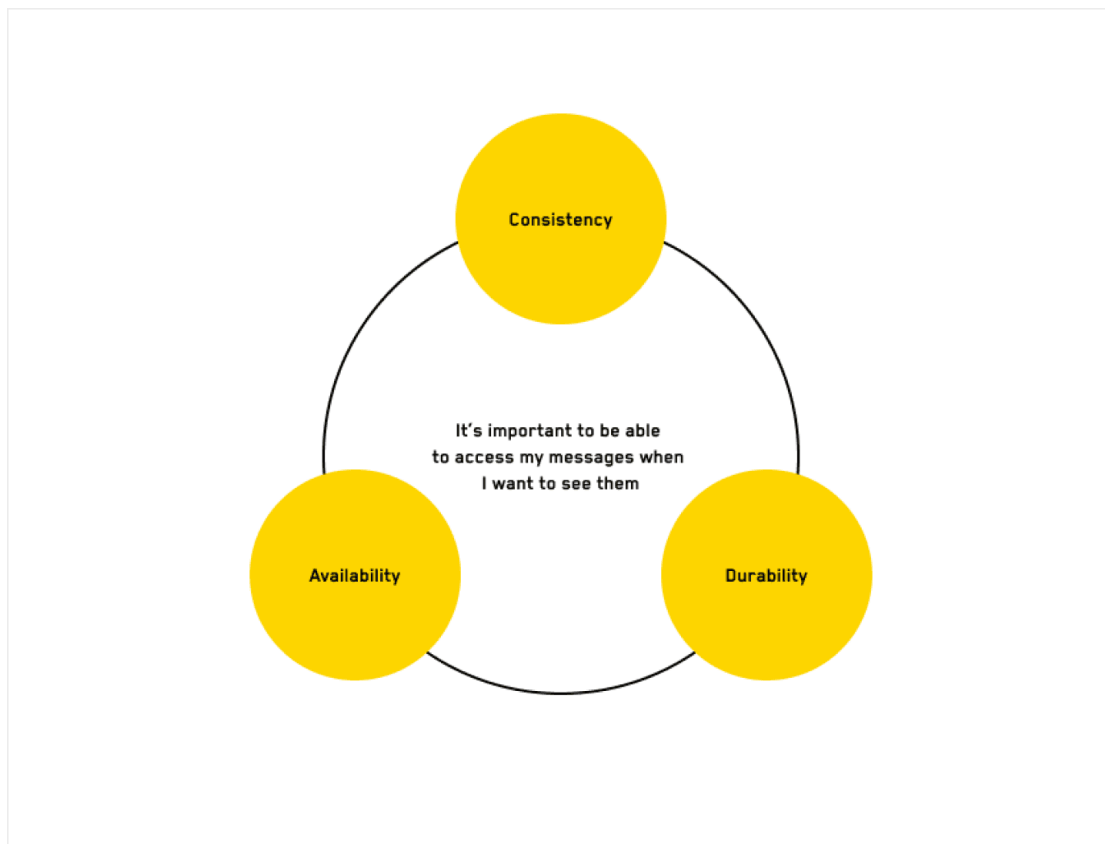 Consistency
It’s important to be able
to access my messages when
I want to see them
Availability
Durability